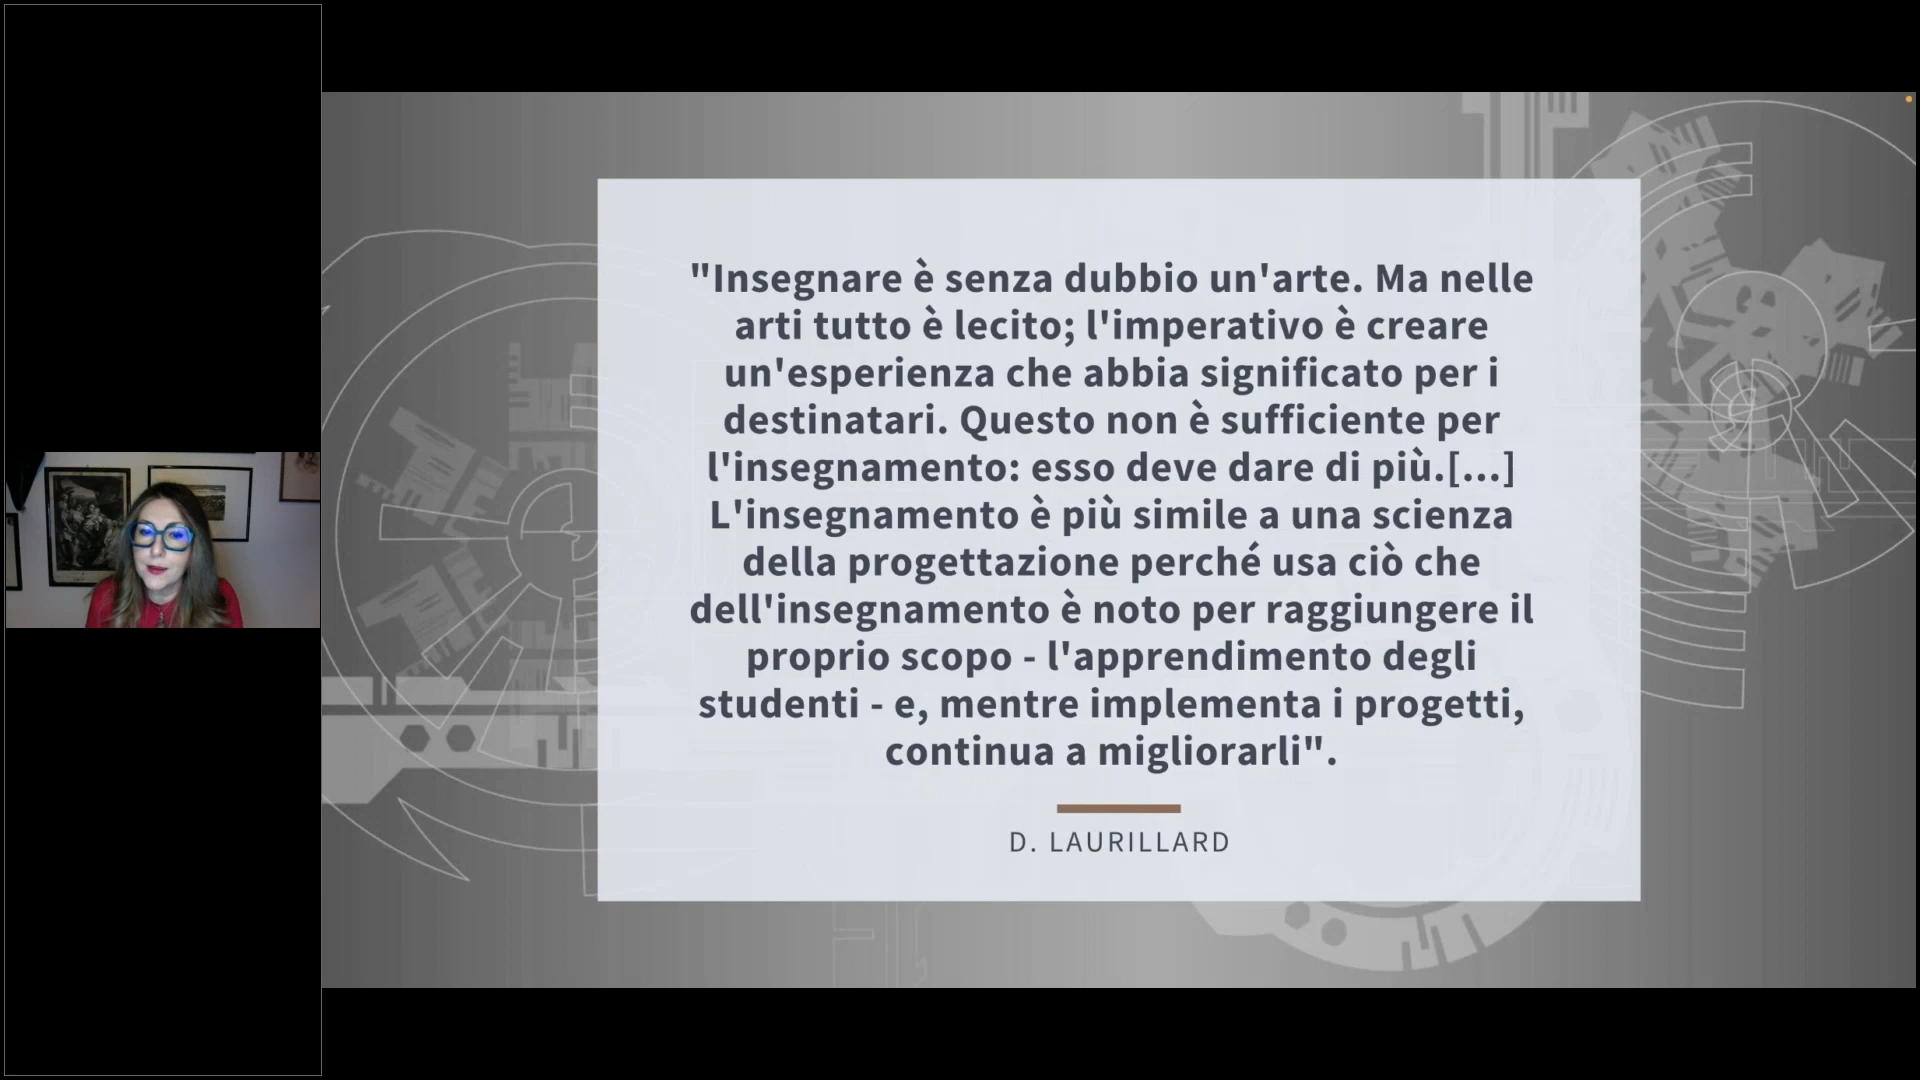 "Insegnare è senza dubbio un'arte. Ma nelle
arti tutto è lecito; l'imperativo è creare
un'esperienza che abbia significato per i
destinatari. Questo non è sufficiente per
l'insegnamento: esso deve dare di più.[...]
L'insegnamento è più simile a una scienza
della progettazione perché usa ciò che
dell'insegnamento è noto per raggiungere il
proprio scopo - l'apprendimento degli
studenti - e, mentre implementa i progetti,
continua a migliorarli".
D. LAURILLARD